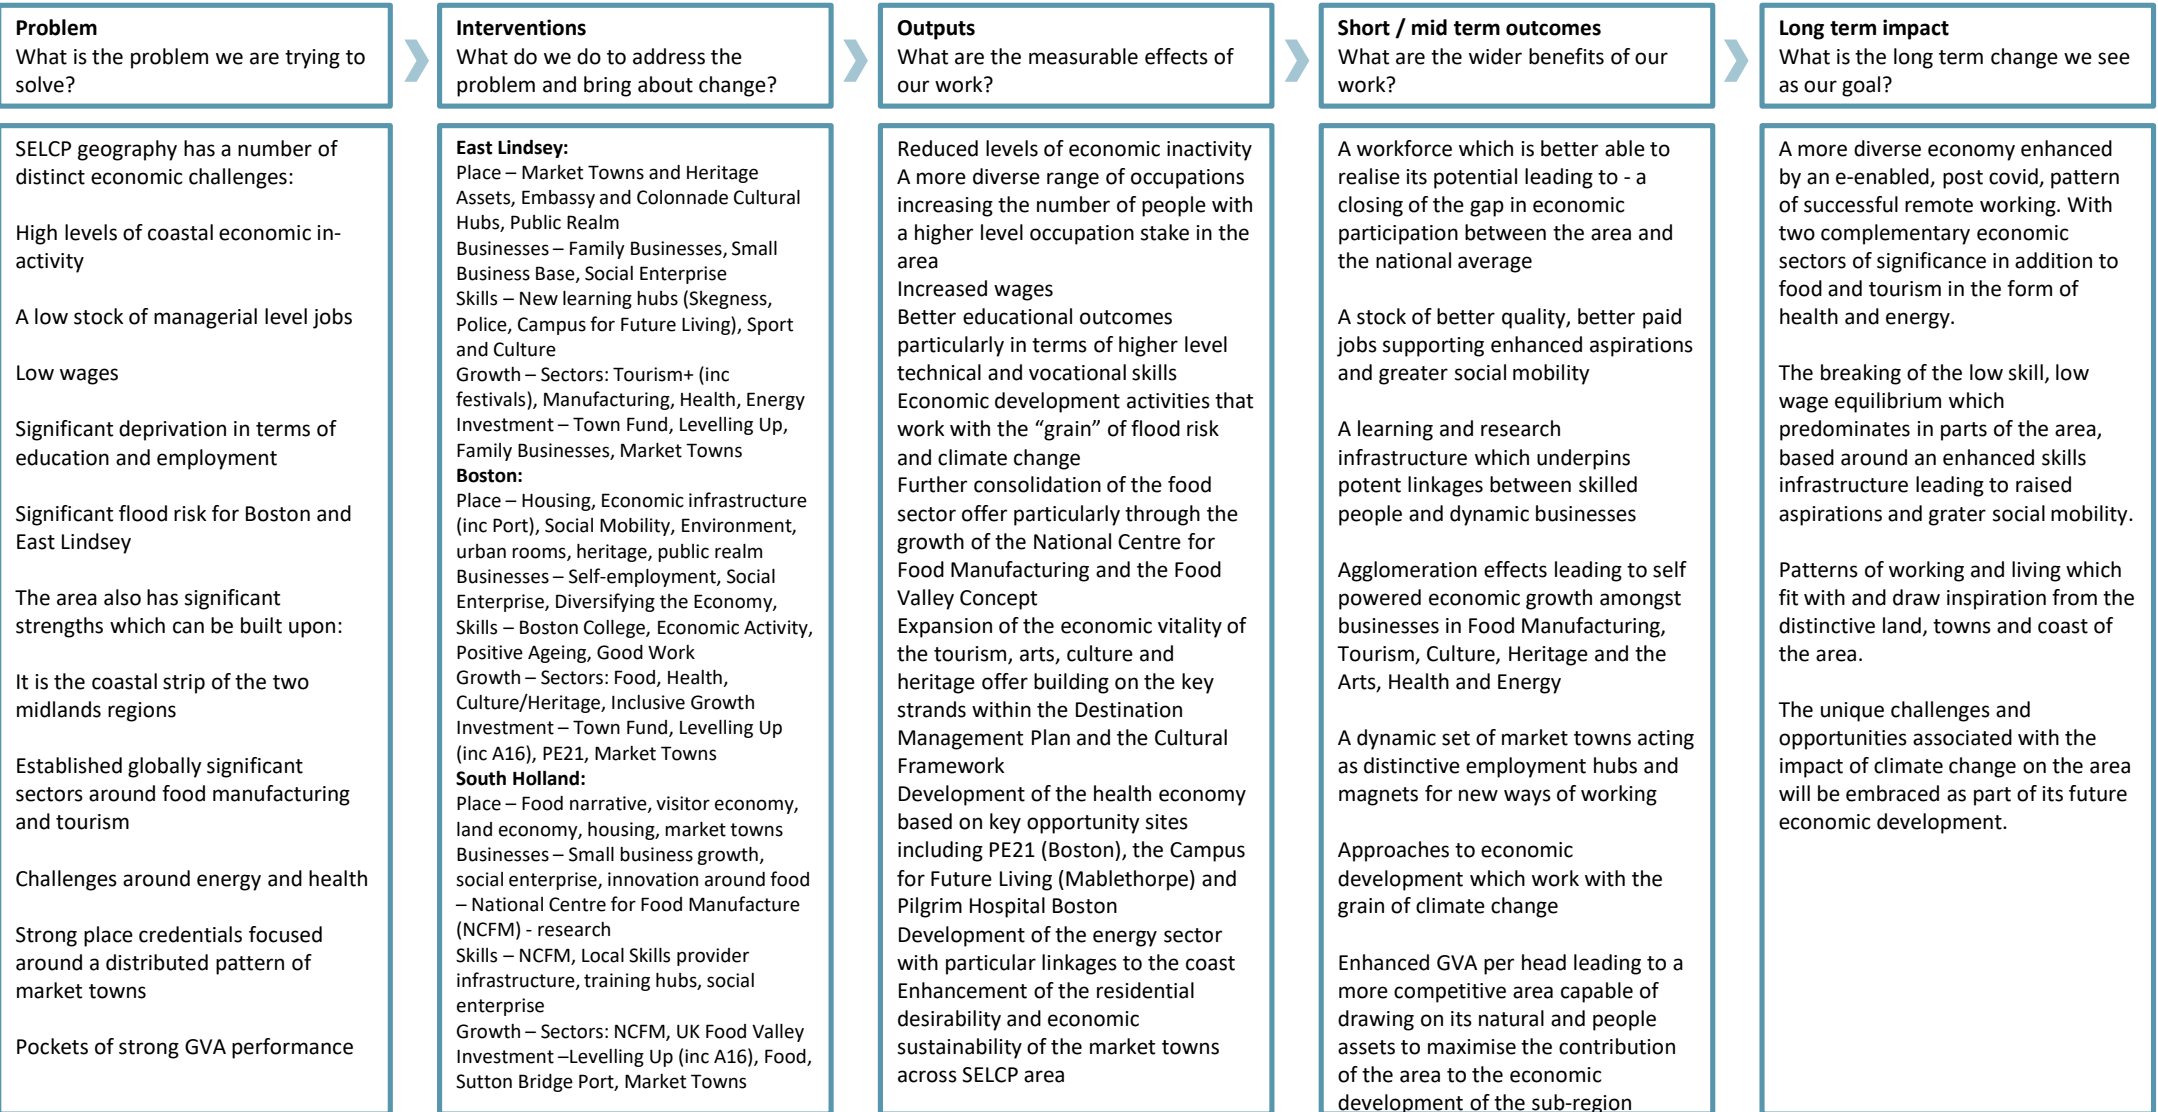 Problem
What is the problem we are trying to
solve?
Interventions
What do we do to address the
problem and bring about change?
Outputs
What are the measurable effects of
our work?
Short / mid term outcomes
What are the wider benefits of our
work?
Long term impact
What is the long term change we see
as our goal?
SELCP geography has a number of
distinct economic challenges:
High levels of coastal economic in-
activity
A low stock of managerial level jobs
Low wages
Significant deprivation in terms of
education and employment
Significant flood risk for Boston and
East Lindsey
The area also has significant
strengths which can be built upon:
It is the coastal strip of the two
midlands regions
Established globally significant
sectors around food manufacturing
and tourism
Challenges around energy and health
Strong place credentials focused
around a distributed pattern of
market towns
Pockets of strong GVA performance
East Lindsey:
Place – Market Towns and Heritage
Assets, Embassy and Colonnade Cultural
Hubs, Public Realm
Businesses – Family Businesses, Small
Business Base, Social Enterprise
Skills – New learning hubs (Skegness,
Police, Campus for Future Living), Sport
and Culture
Growth – Sectors: Tourism+ (inc
festivals), Manufacturing, Health, Energy
Investment – Town Fund, Levelling Up,
Family Businesses, Market Towns
Boston:
Place – Housing, Economic infrastructure
(inc Port), Social Mobility, Environment,
urban rooms, heritage, public realm
Businesses – Self-employment, Social
Enterprise, Diversifying the Economy,
Skills – Boston College, Economic Activity,
Positive Ageing, Good Work
Growth – Sectors: Food, Health,
Culture/Heritage, Inclusive Growth
Investment – Town Fund, Levelling Up
(inc A16), PE21, Market Towns
South Holland:
Place – Food narrative, visitor economy,
land economy, housing, market towns
Businesses – Small business growth,
social enterprise, innovation around food
– National Centre for Food Manufacture
(NCFM) - research
Skills – NCFM, Local Skills provider
infrastructure, training hubs, social
enterprise
Growth – Sectors: NCFM, UK Food Valley
Investment –Levelling Up (inc A16), Food,
Sutton Bridge Port, Market Towns
Reduced levels of economic inactivity
A more diverse range of occupations
increasing the number of people with
a higher level occupation stake in the
area
Increased wages
Better educational outcomes
particularly in terms of higher level
technical and vocational skills
Economic development activities that
work with the “grain” of flood risk
and climate change
Further consolidation of the food
sector offer particularly through the
growth of the National Centre for
Food Manufacturing and the Food
Valley Concept
Expansion of the economic vitality of
the tourism, arts, culture and
heritage offer building on the key
strands within the Destination
Management Plan and the Cultural
Framework
Development of the health economy
based on key opportunity sites
including PE21 (Boston), the Campus
for Future Living (Mablethorpe) and
Pilgrim Hospital Boston
Development of the energy sector
with particular linkages to the coast
Enhancement of the residential
desirability and economic
sustainability of the market towns
across SELCP area
A workforce which is better able to
realise its potential leading to - a
closing of the gap in economic
participation between the area and
the national average
A stock of better quality, better paid
jobs supporting enhanced aspirations
and greater social mobility
A learning and research
infrastructure which underpins
potent linkages between skilled
people and dynamic businesses
Agglomeration effects leading to self
powered economic growth amongst
businesses in Food Manufacturing,
Tourism, Culture, Heritage and the
Arts, Health and Energy
A dynamic set of market towns acting
as distinctive employment hubs and
magnets for new ways of working
Approaches to economic
development which work with the
grain of climate change
Enhanced GVA per head leading to a
more competitive area capable of
drawing on its natural and people
assets to maximise the contribution
of the area to the economic
development of the sub-region
A more diverse economy enhanced
by an e-enabled, post covid, pattern
of successful remote working. With
two complementary economic
sectors of significance in addition to
food and tourism in the form of
health and energy.
The breaking of the low skill, low
wage equilibrium which
predominates in parts of the area,
based around an enhanced skills
infrastructure leading to raised
aspirations and grater social mobility.
Patterns of working and living which
fit with and draw inspiration from the
distinctive land, towns and coast of
the area.
The unique challenges and
opportunities associated with the
impact of climate change on the area
will be embraced as part of its future
economic development.